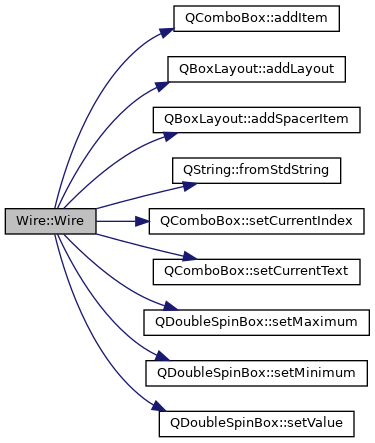 QComboBox::addItem
QBoxLayout::addLayout
QBoxLayout::addSpacerItem
QString::fromStdString
Wire::Wire
QComboBox::setCurrentIndex
QComboBox::setCurrentText
QDoubleSpinBox::setMaximum
QDoubleSpinBox::setMinimum
QDoubleSpinBox::setValue